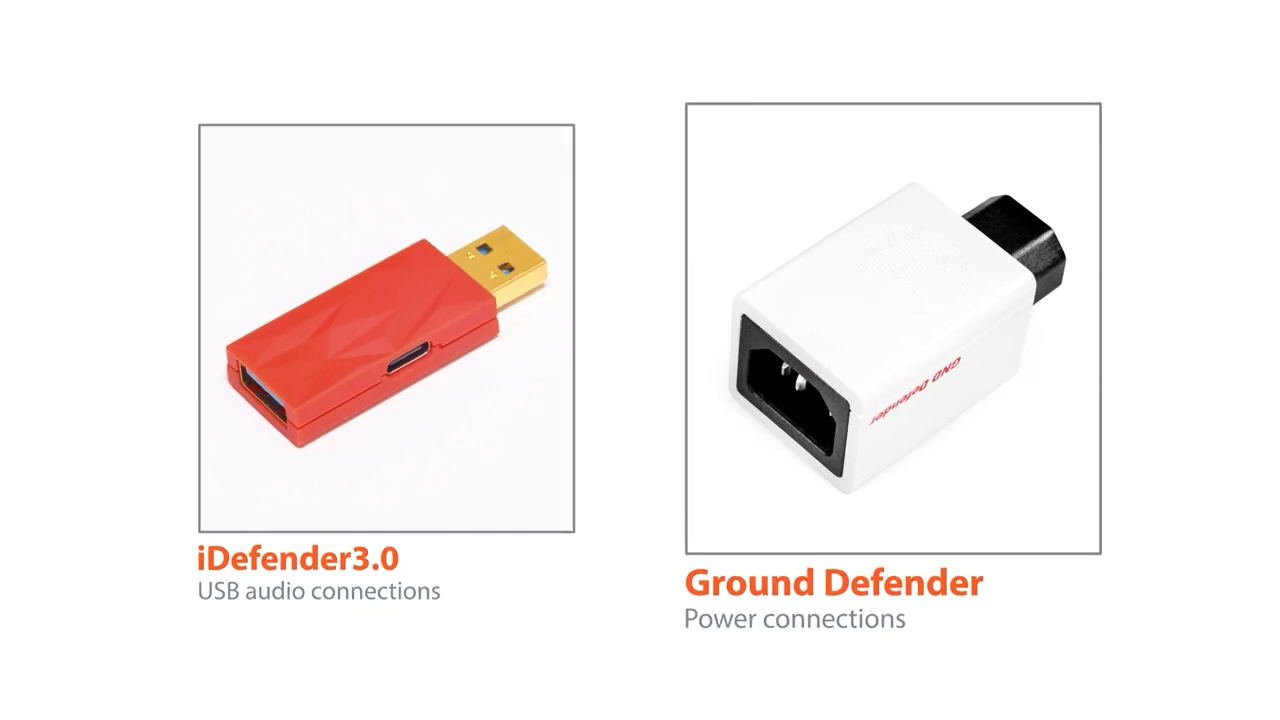 GND Defender
iDefender3.0
USB audio connections
Ground Defender
Power connections